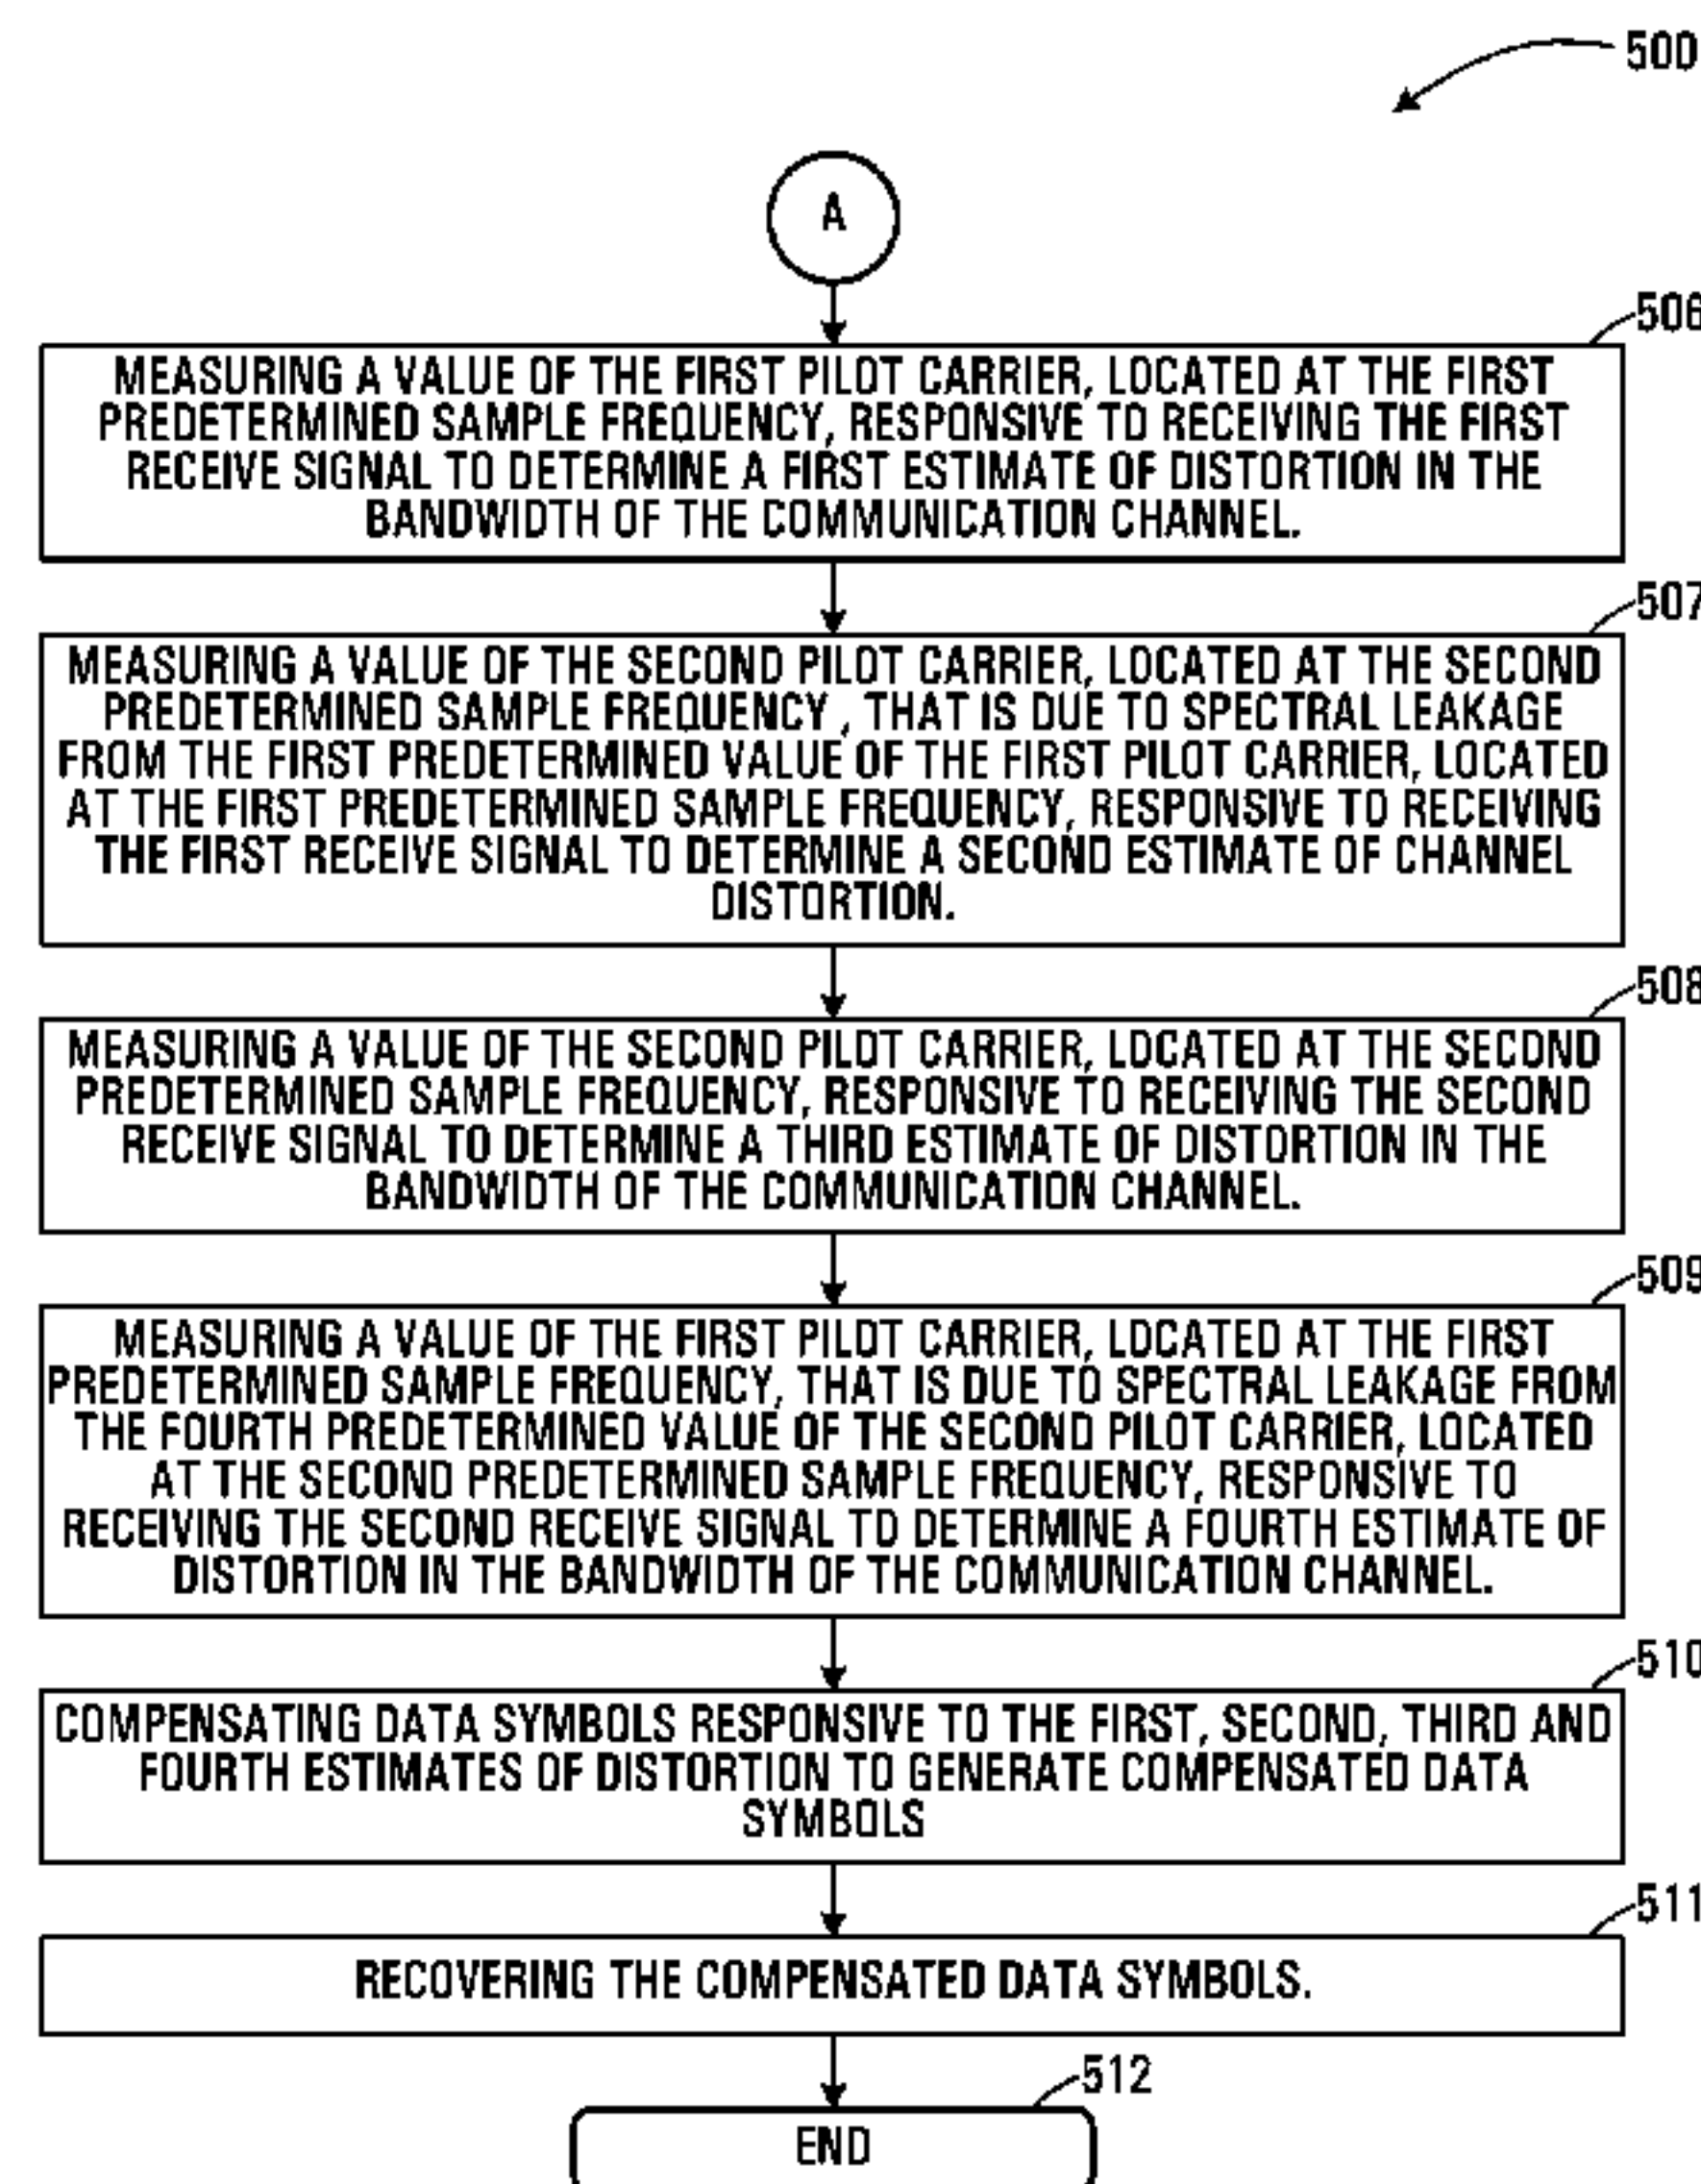 500
A
506
MEASURING A VALUE OF THE FIRST PILOT CARRIER, LOCATED AT THE FIRST
PREDETERMINED SAMPLE FREQUENCY, RESPONSIVE TO RECEIVING THE FIRST
RECEIVE SIGNAL TO DETERMINE A FIRST ESTIMATE OF DISTORTION IN THE
BANDWIDTH OF THE COMMUNICATION CHANNEL.
507
MEASURING A VALUE OF THE SECOND PILOT CARRIER, LOCATED AT THE SECOND
PREDETERMINED SAMPLE FREQUENCY , THAT IS DUE TO SPECTRAL LEAKAGE
FROM THE FIRST PREDETERMINED VALUE OF THE FIRST PILOT CARRIER, LOCATED
AT THE FIRST PREDETERMINED SAMPLE FREQUENCY, RESPONSIVE TO RECEIVING
THE FIRST RECEIVE SIGNAL TO DETERMINE A SECOND ESTIMATE OF CHANNEL
DISTORTION.
508
MEASURING A VALUE OF THE SECOND PILOT CARRIER, LOCATED AT THE SECOND
PREDETERMINED SAMPLE FREQUENCY, RESPONSIVE TO RECEIVING THE SECOND
RECEIVE SIGNAL TO DETERMINE A THIRD ESTIMATE OF DISTORTION IN THE
BANDWIDTH OF THE COMMUNICATION CHANNEL.
509
MEASURING A VALUE OF THE FIRST PILOT CARRIER, LOCATED AT THE FIRST
PREDETERMINED SAMPLE FREQUENCY, THAT IS DUE TO SPECTRAL LEAKAGE FROM
THE FOURTH PREDETERMINED VALUE OF THE SECOND PILOT CARRIER, LOCATED
AT THE SECOND PREDETERMINED SAMPLE FREQUENCY, RESPONSIVE TO
RECEIVING THE SECOND RECEIVE SIGNAL TO DETERMINE A FOURTH ESTIMATE OF
DISTORTION IN THE BANDWIDTH OF THE COMMUNICATION CHANNEL.
510
COMPENSATING DATA SYMBOLS RESPONSIVE TO THE FIRST, SECOND, THIRD AND
FOURTH ESTIMATES OF DISTORTION TO GENERATE COMPENSATED DATA
SYMBOLS
511
RECOVERING THE COMPENSATED DATA SYMBOLS.
512
END